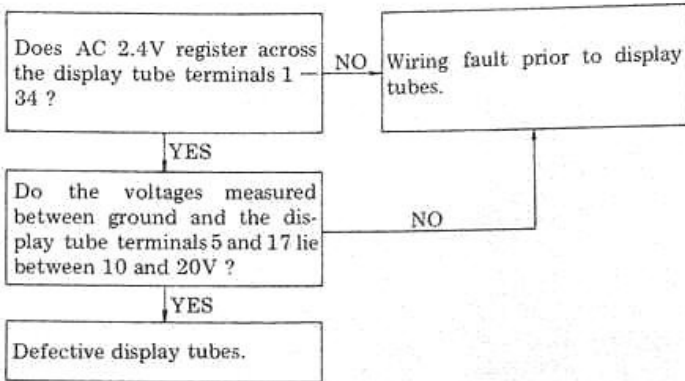 Does AC 2.4V register across
the display tube terminals 1 —
34 ?
NO
Wiring fault prior to display
tubes.
YES
Do the voltages measured
between ground and the dis-
play tube terminals 5 and 17 lie
between 10 and 20V ?
NO
YES
Defective display tubes.